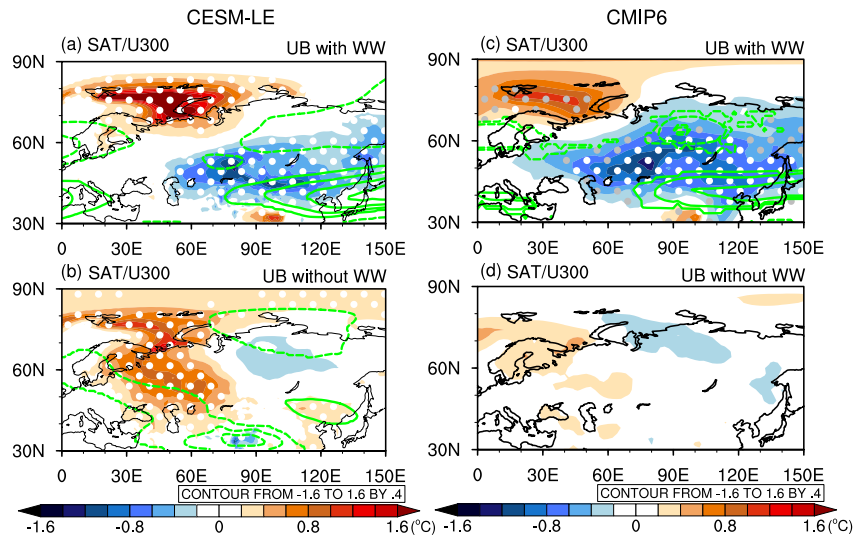 CESM-LE
CMIP6
(a) SAT/U300 UB with WW
(c) SAT/U300 UB with WW
90N
60N
30N
0 30E 60E 90E 120E 150E
90N
60N
30N
0 30E 60E 90E 120E 150E
(b) SAT/U300 UB without WW
(d) SAT/U300 UB without WW
90N
60N
30N
0 30E 60E 90E 120E 150E
90N
60N
30N
0 30E 60E 90E 120E 150E
CONTOUR FROM -1.6 TO 1.6 BY .4
CONTOUR FROM -1.6 TO 1.6 BY .4
-1.6 -0.8 0 0.8 1.6 (°C)
-1.6 -0.8 0 0.8 1.6 (°C)